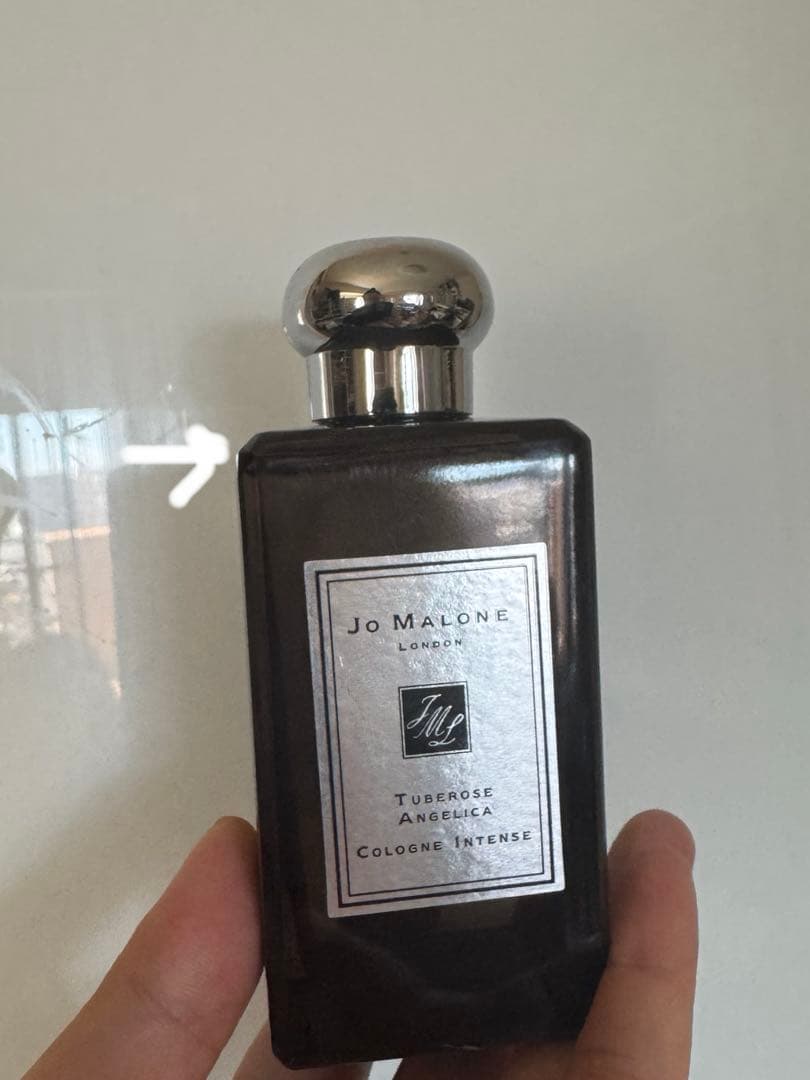 Jo Malone
London
JML
Tuberose
Angelica
Cologne Intense